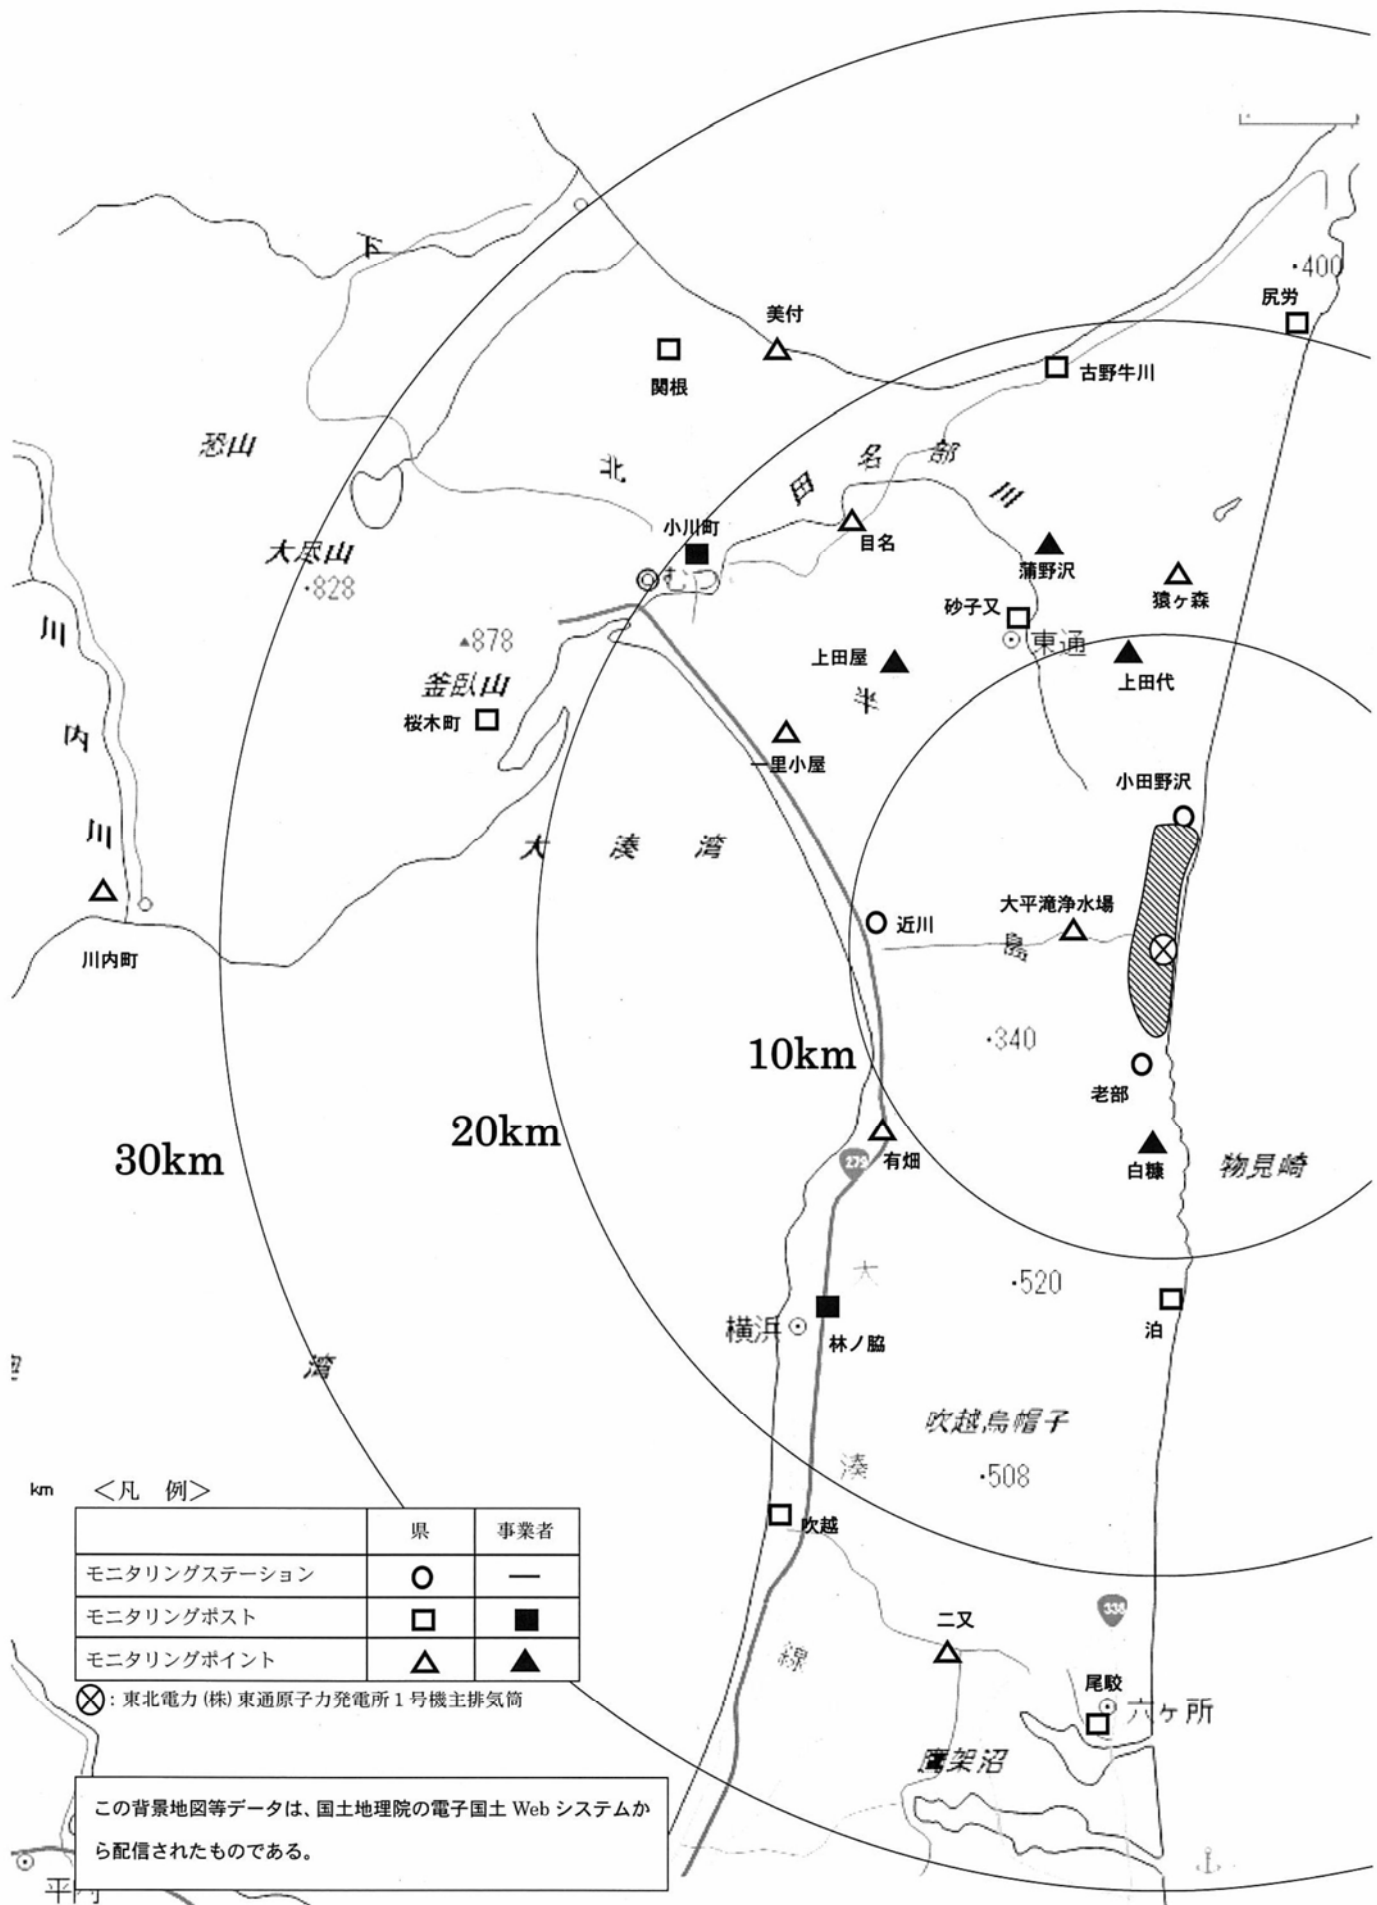 下
・400
尻労
美付
関根
古野牛川
恐山
北
田名部
川
小川町
目名
大尽山
・828
むつ
蒲野沢
猿ヶ森
砂子又
東通
▲878
釜臥山
上田屋
半
上田代
川
内
川
桜木町
一里小屋
小田野沢
大湊湾
大平滝浄水場
近川
島
川内町
・340
10km
老部
20km
30km
279
有畑
白糠
物見崎
大
・520
横浜
林ノ脇
泊
湾
吹越烏帽子
・508
湊
km
＜凡 例＞
県 事業者
モニタリングステーション ○ ―
モニタリングポスト □ ■
モニタリングポイント △ ▲
⊗：東北電力(株)東通原子力発電所1号機主排気筒
吹越
二又
338
線
尾駮
六ヶ所
鷹架沼
この背景地図等データは、国土地理院の電子国土 Web システムか
ら配信されたものである。
平内